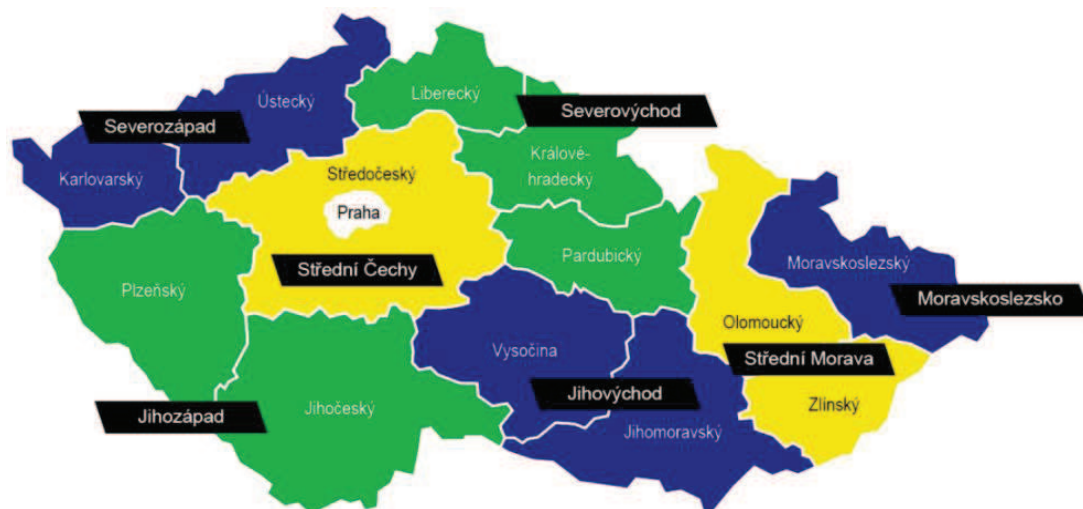 Ústecký
Liberecký
Severozápad
Severovýchod
Karlovarský
Králové-
hradecký
Středočeský
Praha
Plzeňský
Střední Čechy
Pardubický
Moravskoslezský
Moravskoslezsko
Olomoucký
Vysočina
Střední Morava
Jihovýchod
Zlínský
Jihozápad
Jihočeský
Jihomoravský